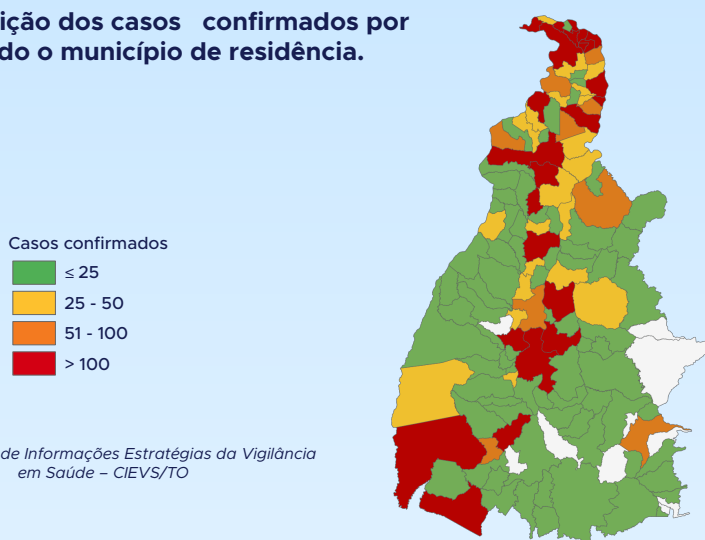 ição dos casos confirmados por
do o município de residência.
Casos confirmados
≤ 25
25 - 50
51 - 100
> 100
de Informações Estratégias da Vigilância
em Saúde – CIEVS/TO